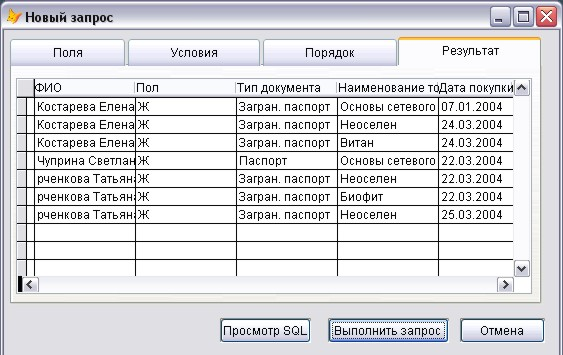 Новый запрос
Поля Условия Порядок Результат
ФИО Пол Тип документа Наименование то Дата покупки
Костарева Елена Ж Загран. паспорт Основы сетевого 07.01.2004
Костарева Елена Ж Загран. паспорт Неоселен 24.03.2004
Костарева Елена Ж Загран. паспорт Витан 24.03.2004
Чуприна Светлан Ж Паспорт Основы сетевого 22.03.2004
рченкова Татьяна Ж Загран. паспорт Неоселен 22.03.2004
рченкова Татьяна Ж Загран. паспорт Биофит 22.03.2004
рченкова Татьяна Ж Загран. паспорт Неоселен 25.03.2004
Просмотр SQL Выполнить запрос Отмена